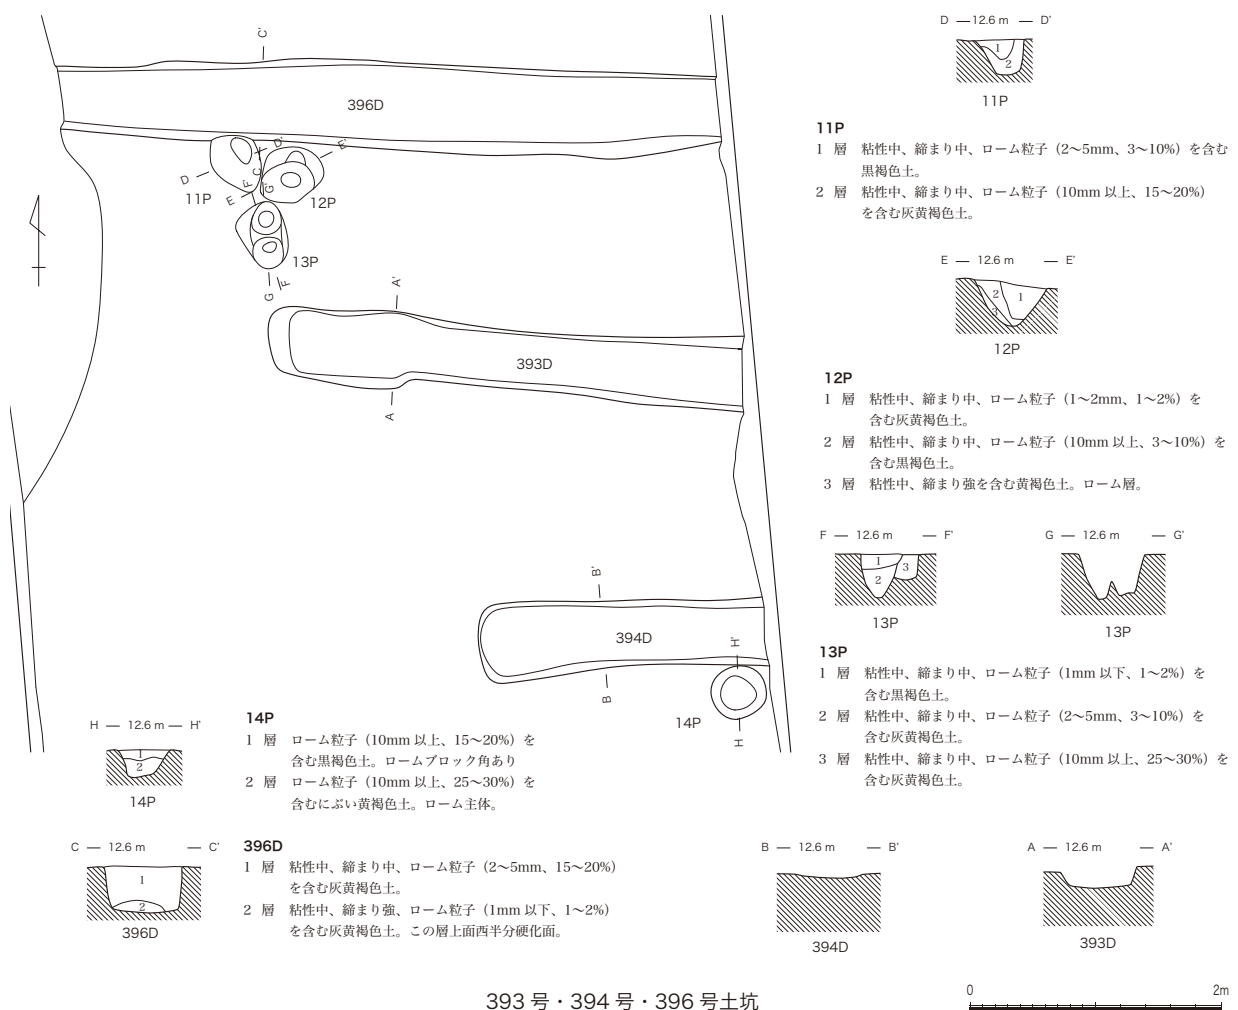 C'
396D
D
D'
11P
E
E'
12P
C
F'
G'
13P
G
F
A'
393D
A
B'
394D
B
H'
14P
H
D 12.6 m D'
1
2
11P
11P
1 層 粘性中、締まり中、ローム粒子（2～5mm、3～10%）を含む
黒褐色土。
2 層 粘性中、締まり中、ローム粒子（10mm 以上、15～20%）
を含む灰黄褐色土。
E 12.6 m E'
2
1
3
12P
12P
1 層 粘性中、締まり中、ローム粒子（1～2mm、1～2%）を
含む灰黄褐色土。
2 層 粘性中、締まり中、ローム粒子（10mm 以上、3～10%）を
含む黒褐色土。
3 層 粘性中、締まり強を含む黄褐色土。ローム層。
F 12.6 m F'
1
2
3
13P
G 12.6 m G'
13P
13P
1 層 粘性中、締まり中、ローム粒子（1mm 以下、1～2%）を
含む黒褐色土。
2 層 粘性中、締まり中、ローム粒子（2～5mm、3～10%）を
含む灰黄褐色土。
3 層 粘性中、締まり中、ローム粒子（10mm 以上、25～30%）を
含む灰黄褐色土。
H 12.6 m H'
1
2
14P
14P
1 層 ローム粒子（10mm 以上、15～20%）を
含む黒褐色土。ロームブロック角あり
2 層 ローム粒子（10mm 以上、25～30%）を
含むにぶい黄褐色土。ローム主体。
C 12.6 m C'
1
2
396D
396D
1 層 粘性中、締まり中、ローム粒子（2～5mm、15～20%）
を含む灰黄褐色土。
2 層 粘性中、締まり強、ローム粒子（1mm 以下、1～2%）
を含む灰黄褐色土。この層上面西半分硬化面。
B 12.6 m B'
394D
A 12.6 m A'
393D
393 号・394 号・396 号土坑
0 2m